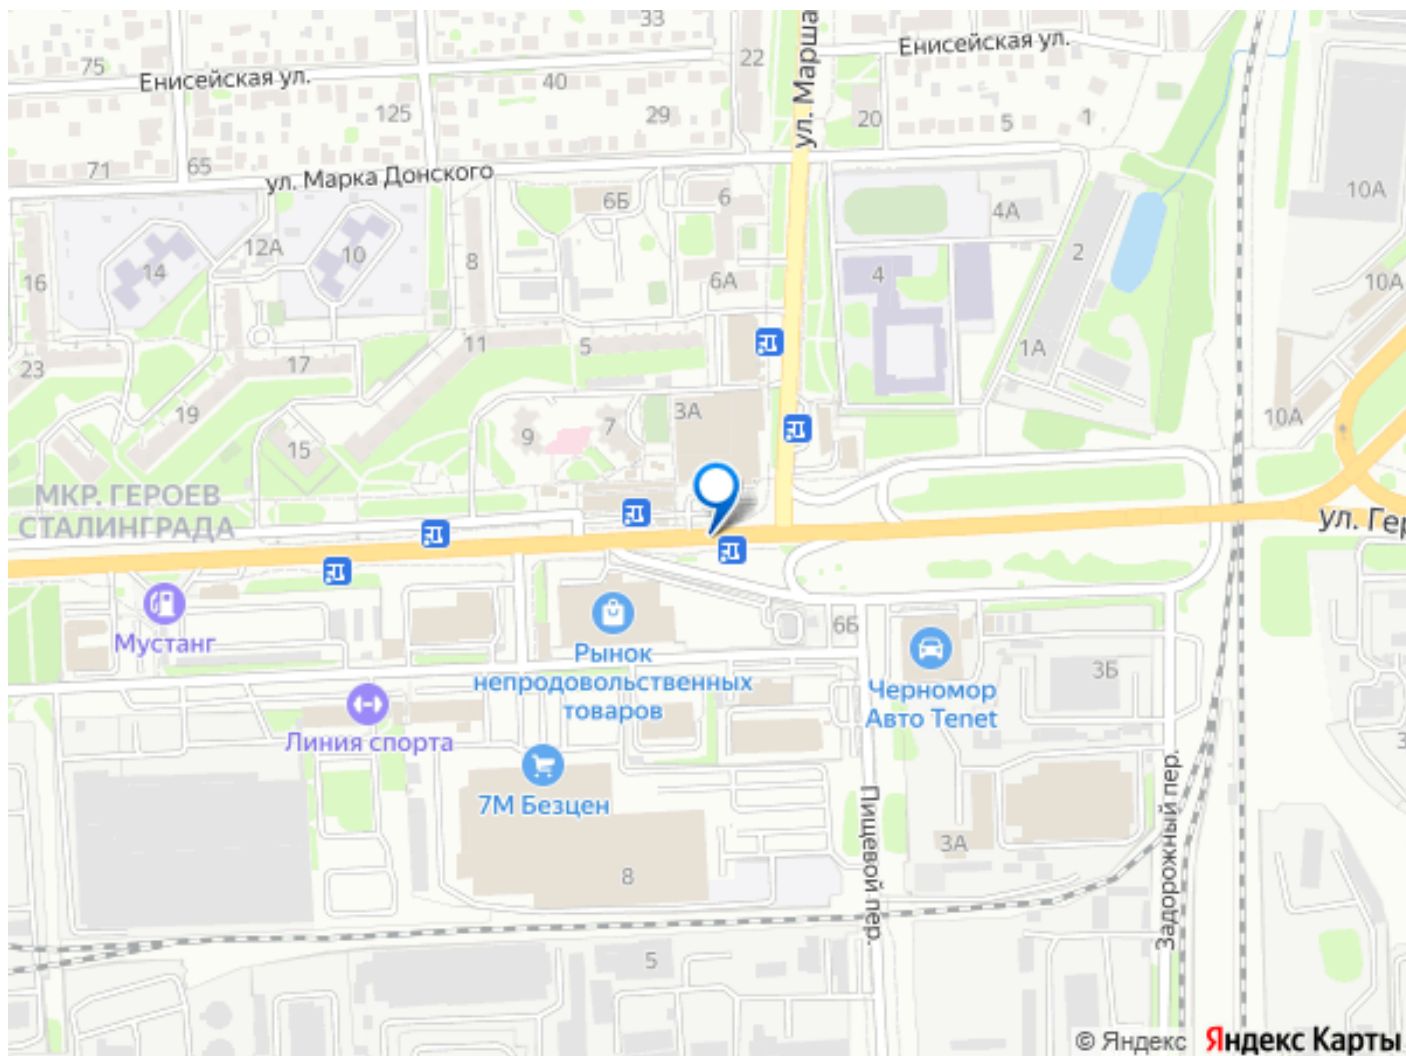 33
ул. Марше
Енисейская ул.
22
75
Енисейская ул.
40
125
29
20
5
1
71
65
ул. Марка Донского
10А
6Б
6
4А
12А
14
10
8
2
16
6А
4
10А
17
11
5
1А
23
19
3А
10А
15
9
7
МКР. ГЕРОЕВ
СТАЛИНГРАДА
ул. Гер
Мустанг
6Б
Рынок
непродовольственных
товаров
3Б
Черномор
Авто Tenet
Линия спорта
7М Безцен
Пищевой пер.
Задорожный пер.
3А
8
5
© Яндекс
Яндекс Карты